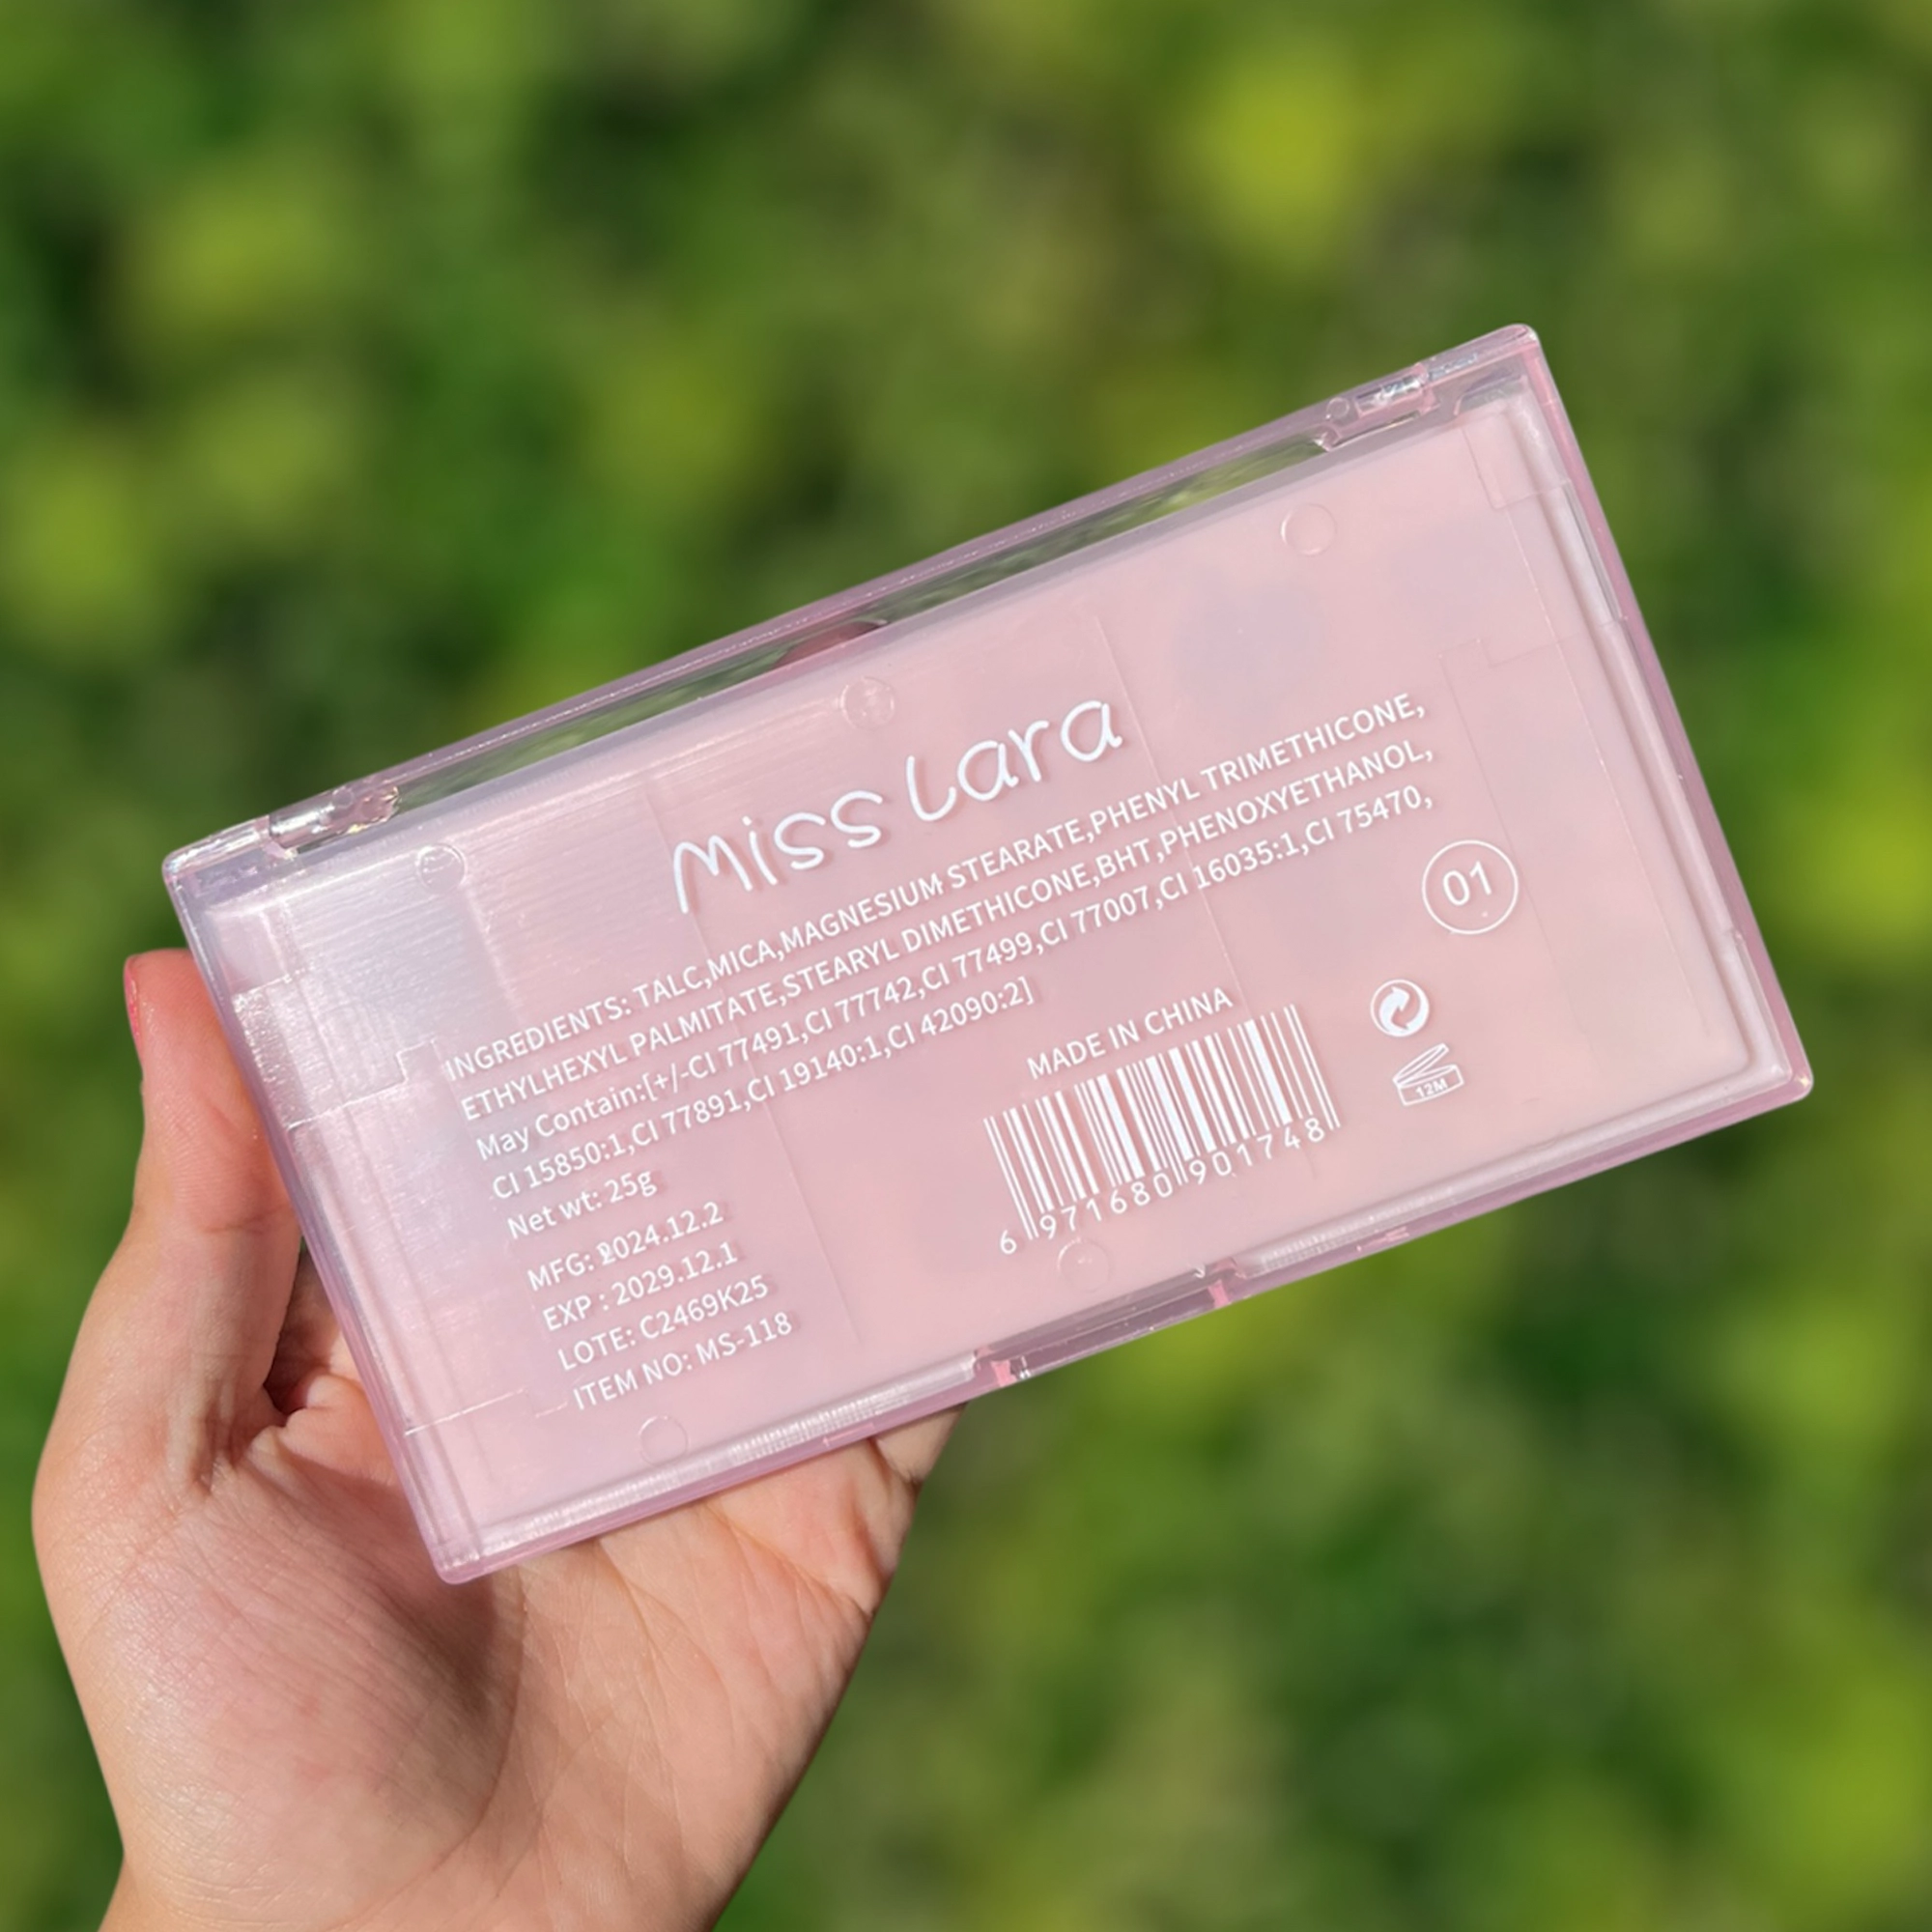 Miss Lara
INGREDIENTS: TALC,MICA,MAGNESIUM STEARATE,PHENYL TRIMETHICONE,
ETHYLHEXYL PALMITATE,STEARYL DIMETHICONE,BHT,PHENOXYETHANOL,
May Contain:[+/-CI 77491,CI 77742,CI 77499,CI 77007,CI 16035:1,CI 75470,
CI 15850:1,CI 77891,CI 19140:1,CI 42090:2]
Net wt: 25g
MFG: 2024.12.2
EXP : 2029.12.1
LOTE: C2469K25
ITEM NO: MS-118
MADE IN CHINA
6 971680 901748
01
12M